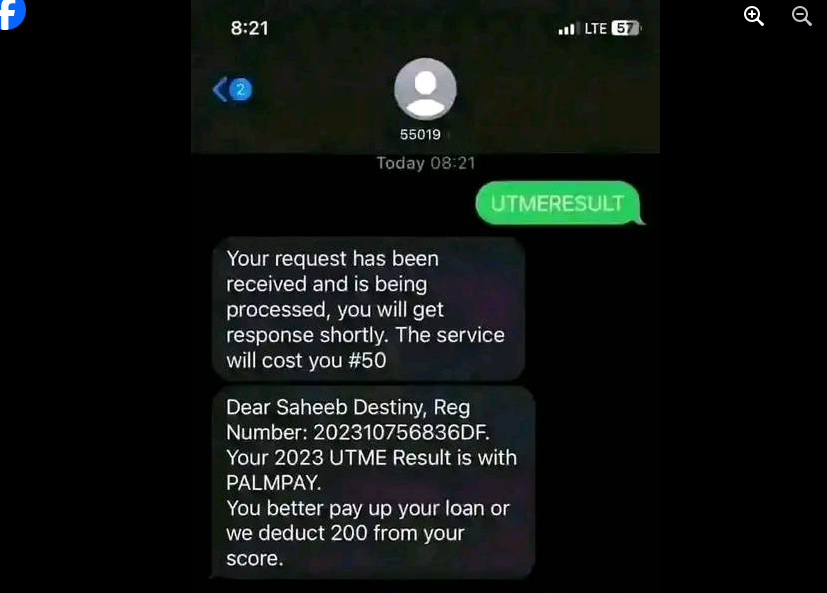 8:21
LTE 57
2
55019
Today 08:21
UTMERESULT
Your request has been
received and is being
processed, you will get
response shortly. The service
will cost you #50
Dear Saheeb Destiny, Reg
Number: 202310756836DF.
Your 2023 UTME Result is with
PALMPAY.
You better pay up your loan or
we deduct 200 from your
score.